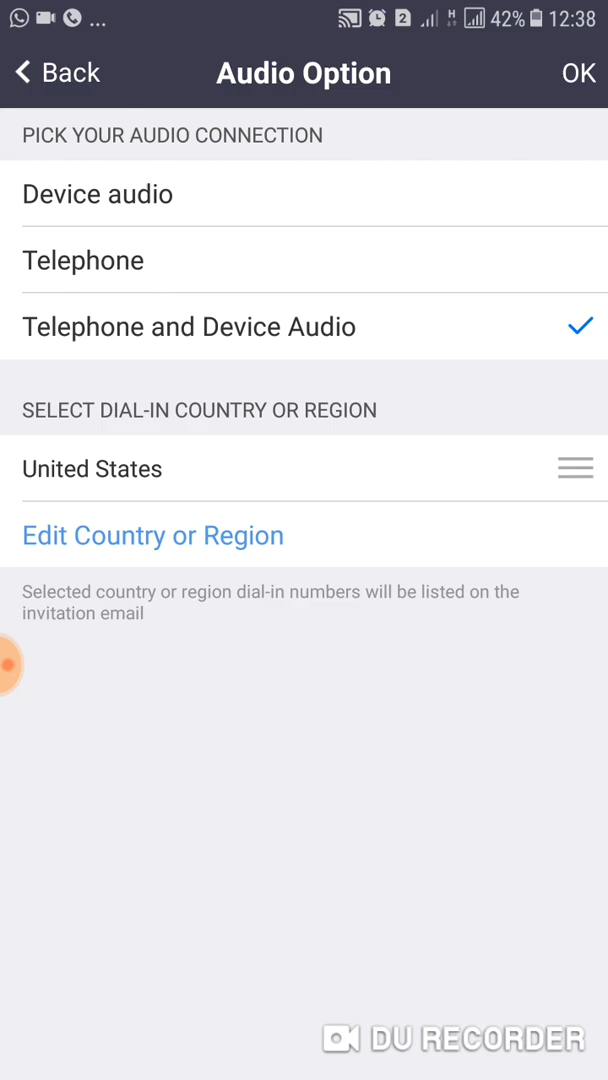 ... 2 H 42% 12:38
Back Audio Option OK
PICK YOUR AUDIO CONNECTION
Device audio
Telephone
Telephone and Device Audio
SELECT DIAL-IN COUNTRY OR REGION
United States
Edit Country or Region
Selected country or region dial-in numbers will be listed on the
invitation email
DU RECORDER